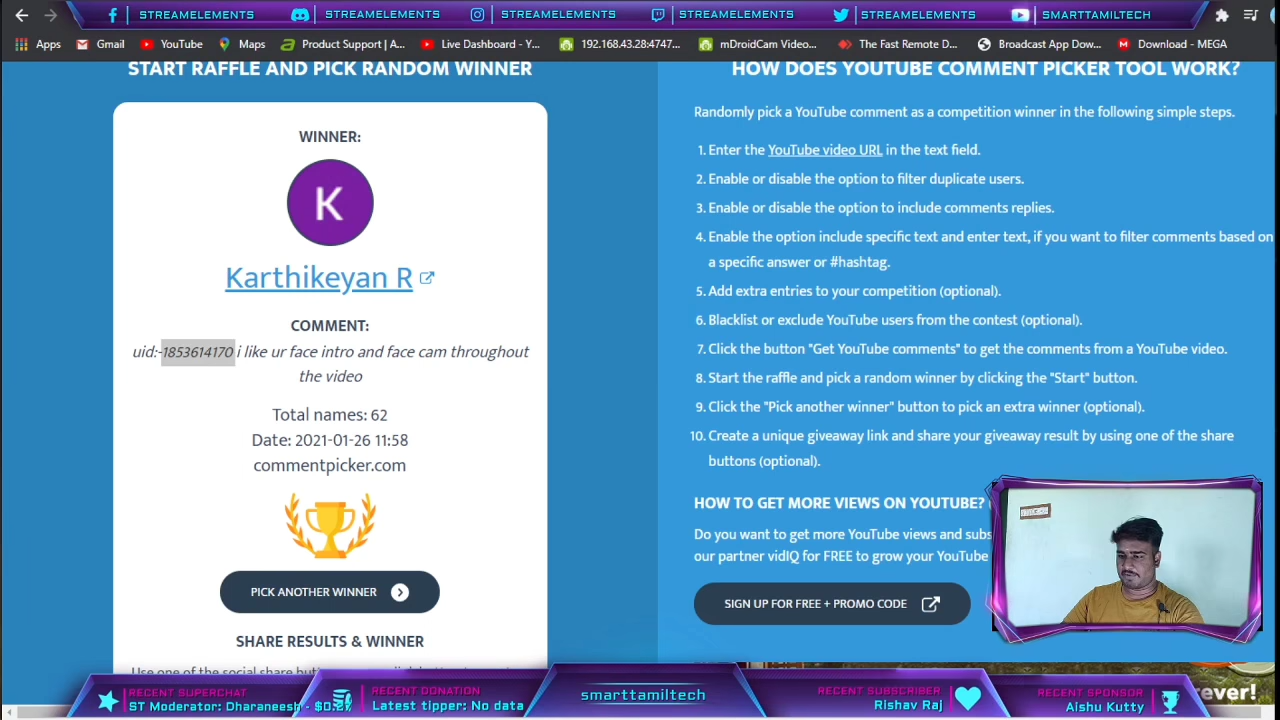 STREAMELEMENTS STREAMELEMENTS STREAMELEMENTS STREAMELEMENTS STREAMELEMENTS SMARTTAMILTECH
Apps Gmail YouTube Maps Product Support | A... Live Dashboard - Y... 192.168.43.28:4747... mDroidCam Video... The Fast Remote D... Broadcast App Dow... Download - MEGA
START RAFFLE AND PICK RANDOM WINNER
WINNER:
K
Karthikeyan R
COMMENT:
uid:-1853614170 i like ur face intro and face cam throughout
the video
Total names: 62
Date: 2021-01-26 11:58
commentpicker.com
PICK ANOTHER WINNER
SHARE RESULTS & WINNER
HOW DOES YOUTUBE COMMENT PICKER TOOL WORK?
Randomly pick a YouTube comment as a competition winner in the following simple steps.
1. Enter the YouTube video URL in the text field.
2. Enable or disable the option to filter duplicate users.
3. Enable or disable the option to include comments replies.
4. Enable the option include specific text and enter text, if you want to filter comments based on
a specific answer or #hashtag.
5. Add extra entries to your competition (optional).
6. Blacklist or exclude YouTube users from the contest (optional).
7. Click the button "Get YouTube comments" to get the comments from a YouTube video.
8. Start the raffle and pick a random winner by clicking the "Start" button.
9. Click the "Pick another winner" button to pick an extra winner (optional).
10. Create a unique giveaway link and share your giveaway result by using one of the share
buttons (optional).
HOW TO GET MORE VIEWS ON YOUTUBE?
Do you want to get more YouTube views and subs
our partner vidIQ for FREE to grow your YouTube
SIGN UP FOR FREE + PROMO CODE
RECENT SUPERCHAT
ST Moderator: Dharaneesh
RECENT DONATION
Latest tipper: No data
smarttamiltech
RECENT SUBSCRIBER
Rishav Raj
RECENT SPONSOR
Aishu Kutty
rever!